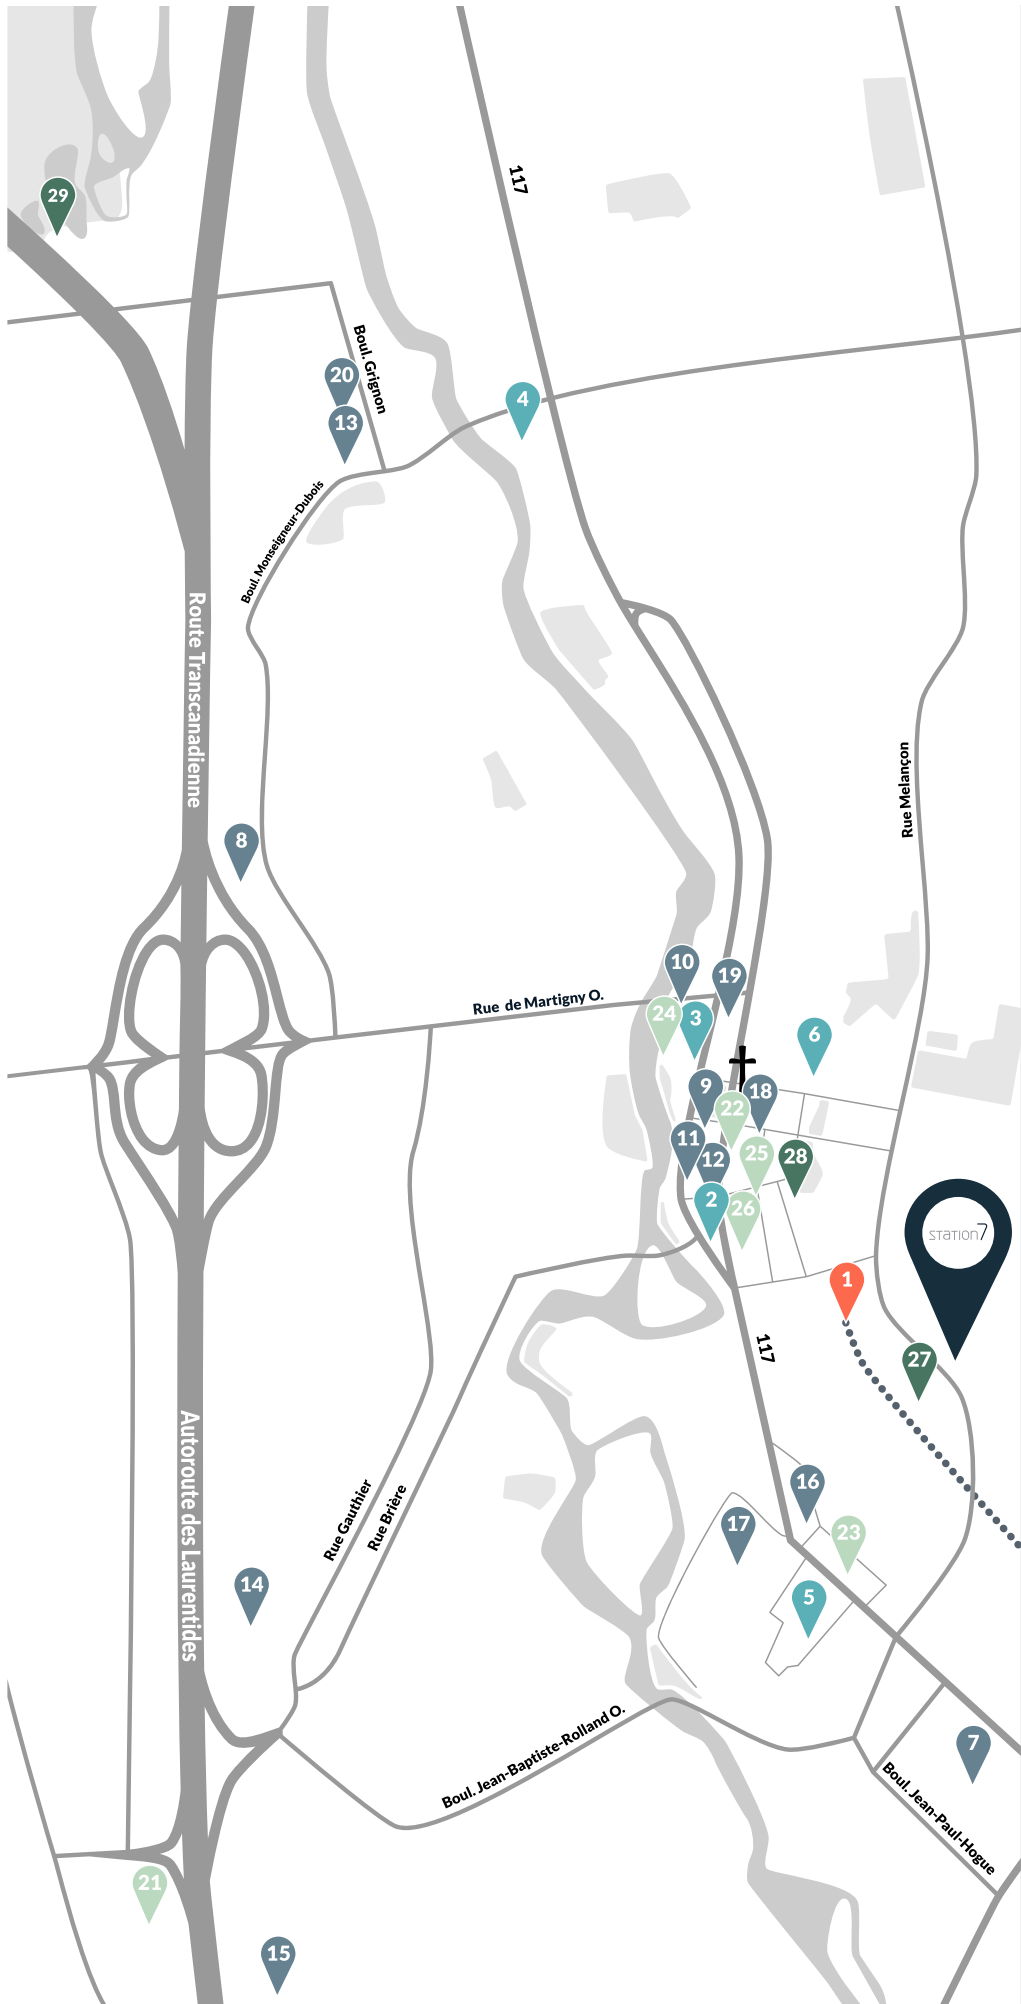 117
29
Boul. Grignon
20
4
13
Boul. Monseigneur-Dubois
Route Transcanadienne
Rue Melançon
8
10
19
Rue de Martigny O.
24
3
6
9
18
22
11
12
25
28
2
26
STATION7
1
117
27
Autoroute des Laurentides
16
Rue Gauthier
Rue Brière
17
23
14
5
Boul. Jean-Baptiste-Rolland O.
7
Boul. Jean-Paul-Hogue
21
15